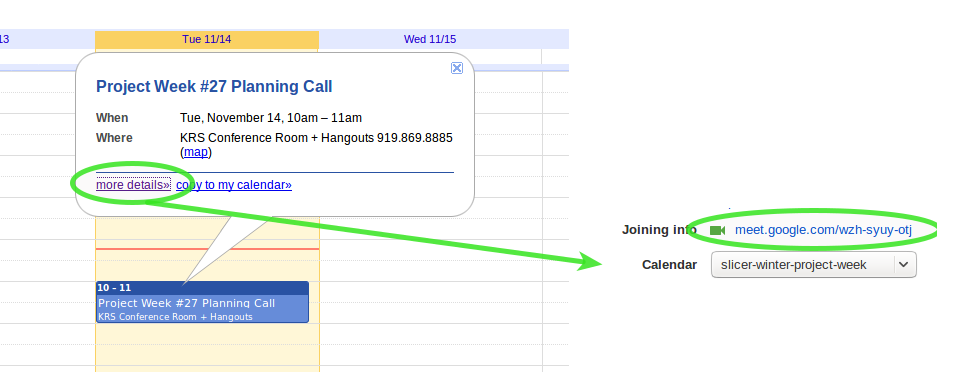 13
Tue 11/14
Wed 11/15
Project Week #27 Planning Call
When Tue, November 14, 10am – 11am
Where KRS Conference Room + Hangouts 919.869.8885
(map)
more details» copy to my calendar»
Joining info meet.google.com/wzh-syuy-otj
Calendar slicer-winter-project-week
10 – 11
Project Week #27 Planning Call
KRS Conference Room + Hangouts